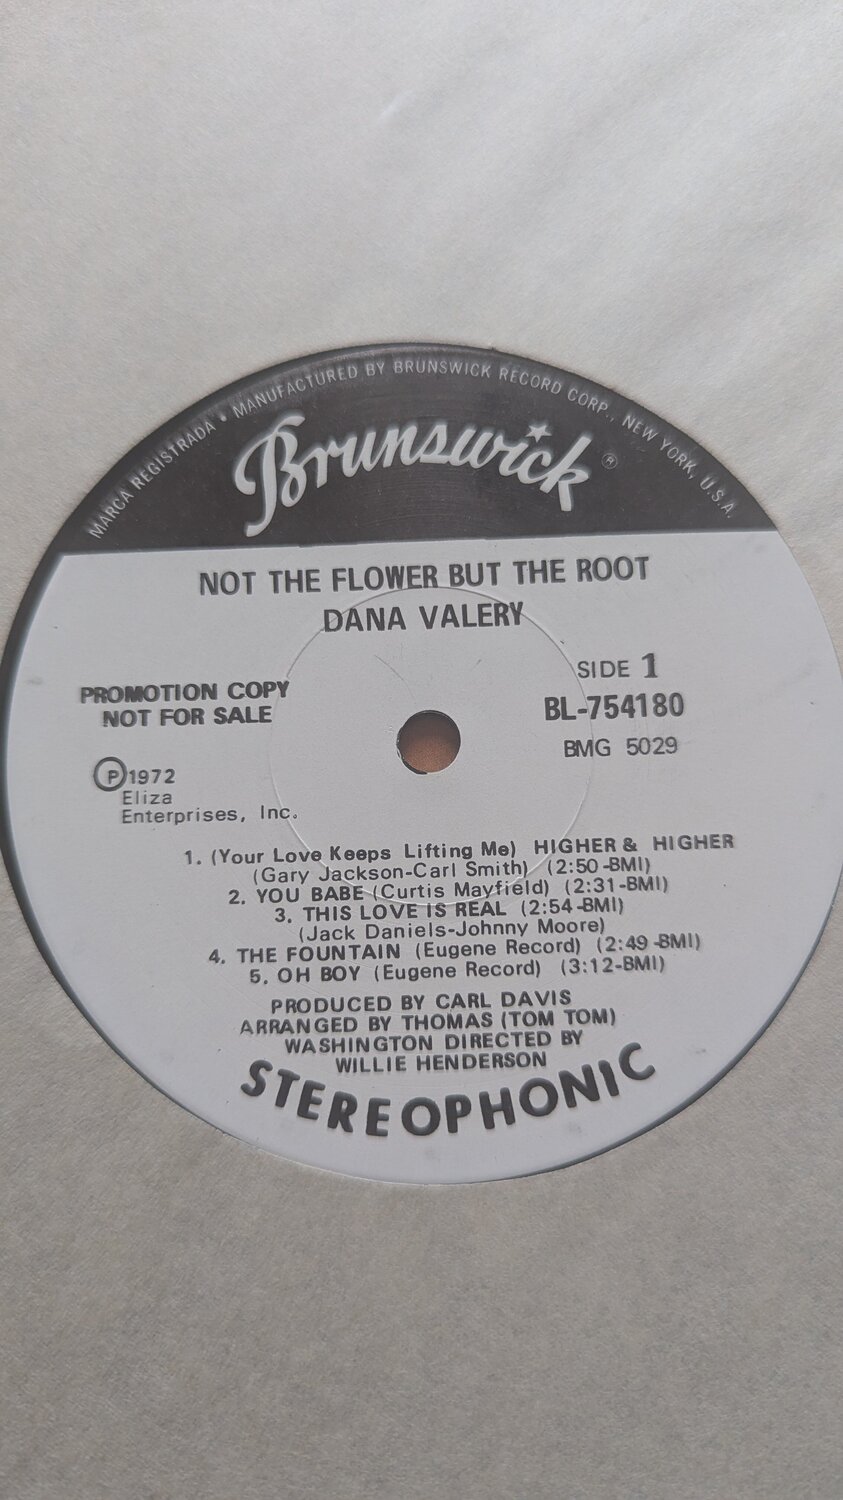 MARCA REGISTRADA • MANUFACTURED BY BRUNSWICK RECORD CORP., NEW YORK, U.S.A.
Brunswick ®
NOT THE FLOWER BUT THE ROOT
DANA VALERY
SIDE 1
PROMOTION COPY
NOT FOR SALE
BL-754180
BMG 5029
Ⓟ1972
Eliza
Enterprises, Inc.
1. (Your Love Keeps Lifting Me) HIGHER & HIGHER
(Gary Jackson-Carl Smith) (2:50-BMI)
2. YOU BABE (Curtis Mayfield) (2:31-BMI)
3. THIS LOVE IS REAL (2:54-BMI)
(Jack Daniels-Johnny Moore)
4. THE FOUNTAIN (Eugene Record) (2:49-BMI)
5. OH BOY (Eugene Record) (3:12-BMI)
PRODUCED BY CARL DAVIS
ARRANGED BY THOMAS (TOM TOM)
WASHINGTON DIRECTED BY
WILLIE HENDERSON
STEREOPHONIC